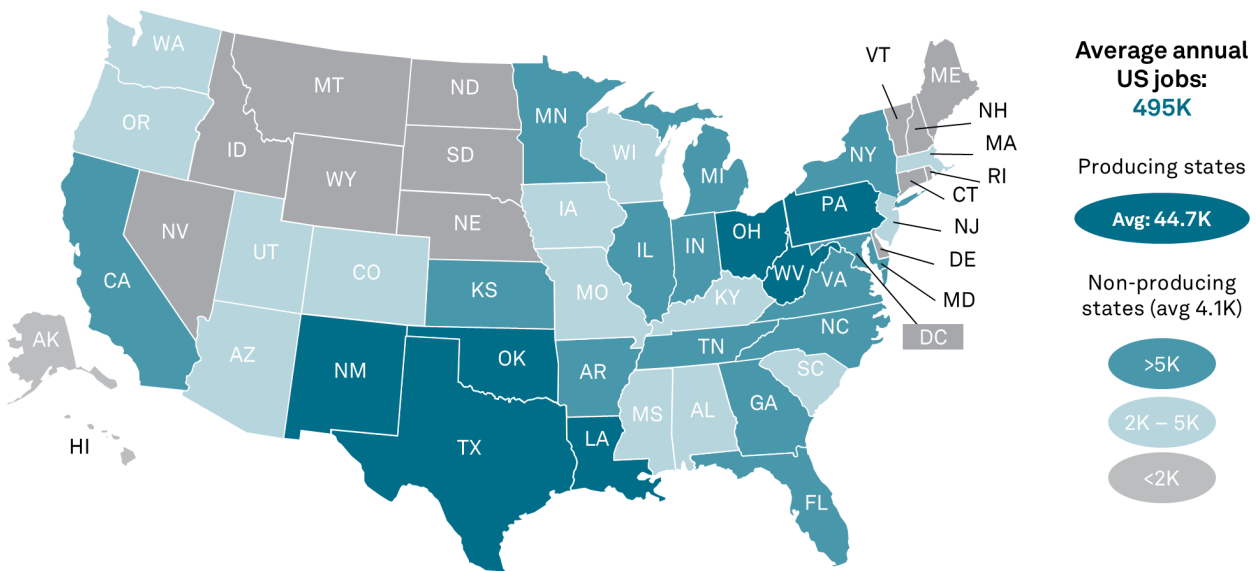 WA
OR
CA
ID
NV
MT
WY
UT
AZ
CO
NM
ND
SD
NE
KS
OK
TX
MN
IA
MO
AR
LA
WI
IL
MI
IN
OH
KY
TN
MS
AL
GA
FL
SC
NC
VA
WV
PA
NY
VT
ME
NH
MA
RI
CT
NJ
DE
MD
DC
AK
HI
Average annual
US jobs:
495K
Producing states
Avg: 44.7K
Non-producing
states (avg 4.1K)
>5K
2K – 5K
<2K